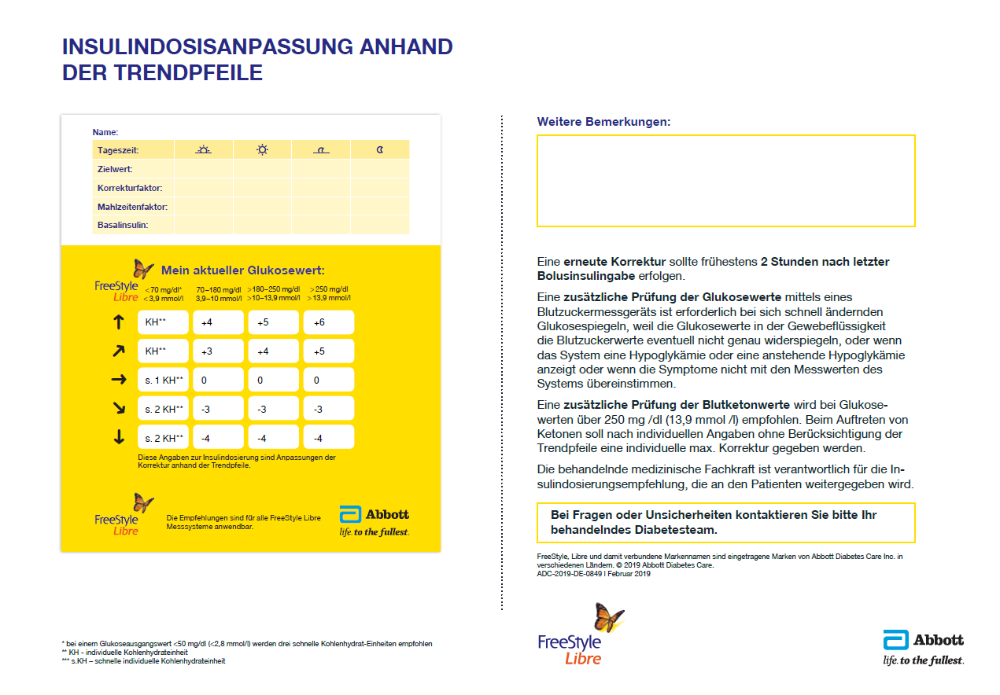 INSULINDOSISANPASSUNG ANHAND
DER TRENDPFEILE
Name:
Tageszeit:
Zielwert:
Korrekturfaktor:
Mahlzeitenfaktor:
Basalinsulin:
FreeStyle
Libre
Mein aktueller Glukosewert:
<70 mg/dl* 70–180 mg/dl >180–250 mg/dl >250 mg/dl
<3,9 mmol/l 3,9–10 mmol/l >10–13,9 mmol/l >13,9 mmol/l
↑ KH** +4 +5 +6
↗ KH** +3 +4 +5
→ s. 1 KH** 0 0 0
↘ s. 2 KH** -3 -3 -3
↓ s. 2 KH** -4 -4 -4
Diese Angaben zur Insulindosierung sind Anpassungen der
Korrektur anhand der Trendpfeile.
FreeStyle
Libre
Die Empfehlungen sind für alle FreeStyle Libre
Messsysteme anwendbar.
Abbott
life. to the fullest.
* bei einem Glukoseausgangswert <50 mg/dl (<2,8 mmol/l) werden drei schnelle Kohlenhydrat-Einheiten empfohlen
** KH - individuelle Kohlenhydrateinheit
*** s.KH – schnelle individuelle Kohlenhydrateinheit
Weitere Bemerkungen:
Eine erneute Korrektur sollte frühestens 2 Stunden nach letzter
Bolusinsulingabe erfolgen.
Eine zusätzliche Prüfung der Glukosewerte mittels eines
Blutzuckermessgeräts ist erforderlich bei sich schnell ändernden
Glukosespiegeln, weil die Glukosewerte in der Gewebeflüssigkeit
die Blutzuckerwerte eventuell nicht genau widerspiegeln, oder wenn
das System eine Hypoglykämie oder eine anstehende Hypoglykämie
anzeigt oder wenn die Symptome nicht mit den Messwerten des
Systems übereinstimmen.
Eine zusätzliche Prüfung der Blutketonwerte wird bei Glukose-
werten über 250 mg /dl (13,9 mmol /l) empfohlen. Beim Auftreten von
Ketonen soll nach individuellen Angaben ohne Berücksichtigung der
Trendpfeile eine individuelle max. Korrektur gegeben werden.
Die behandelnde medizinische Fachkraft ist verantwortlich für die In-
sulindosierungsempfehlung, die an den Patienten weitergegeben wird.
Bei Fragen oder Unsicherheiten kontaktieren Sie bitte Ihr
behandelndes Diabetesteam.
FreeStyle, Libre und damit verbundene Markennamen sind eingetragene Marken von Abbott Diabetes Care Inc. in
verschiedenen Ländern. © 2019 Abbott Diabetes Care.
ADC-2019-DE-0849 | Februar 2019
FreeStyle
Libre
Abbott
life. to the fullest.